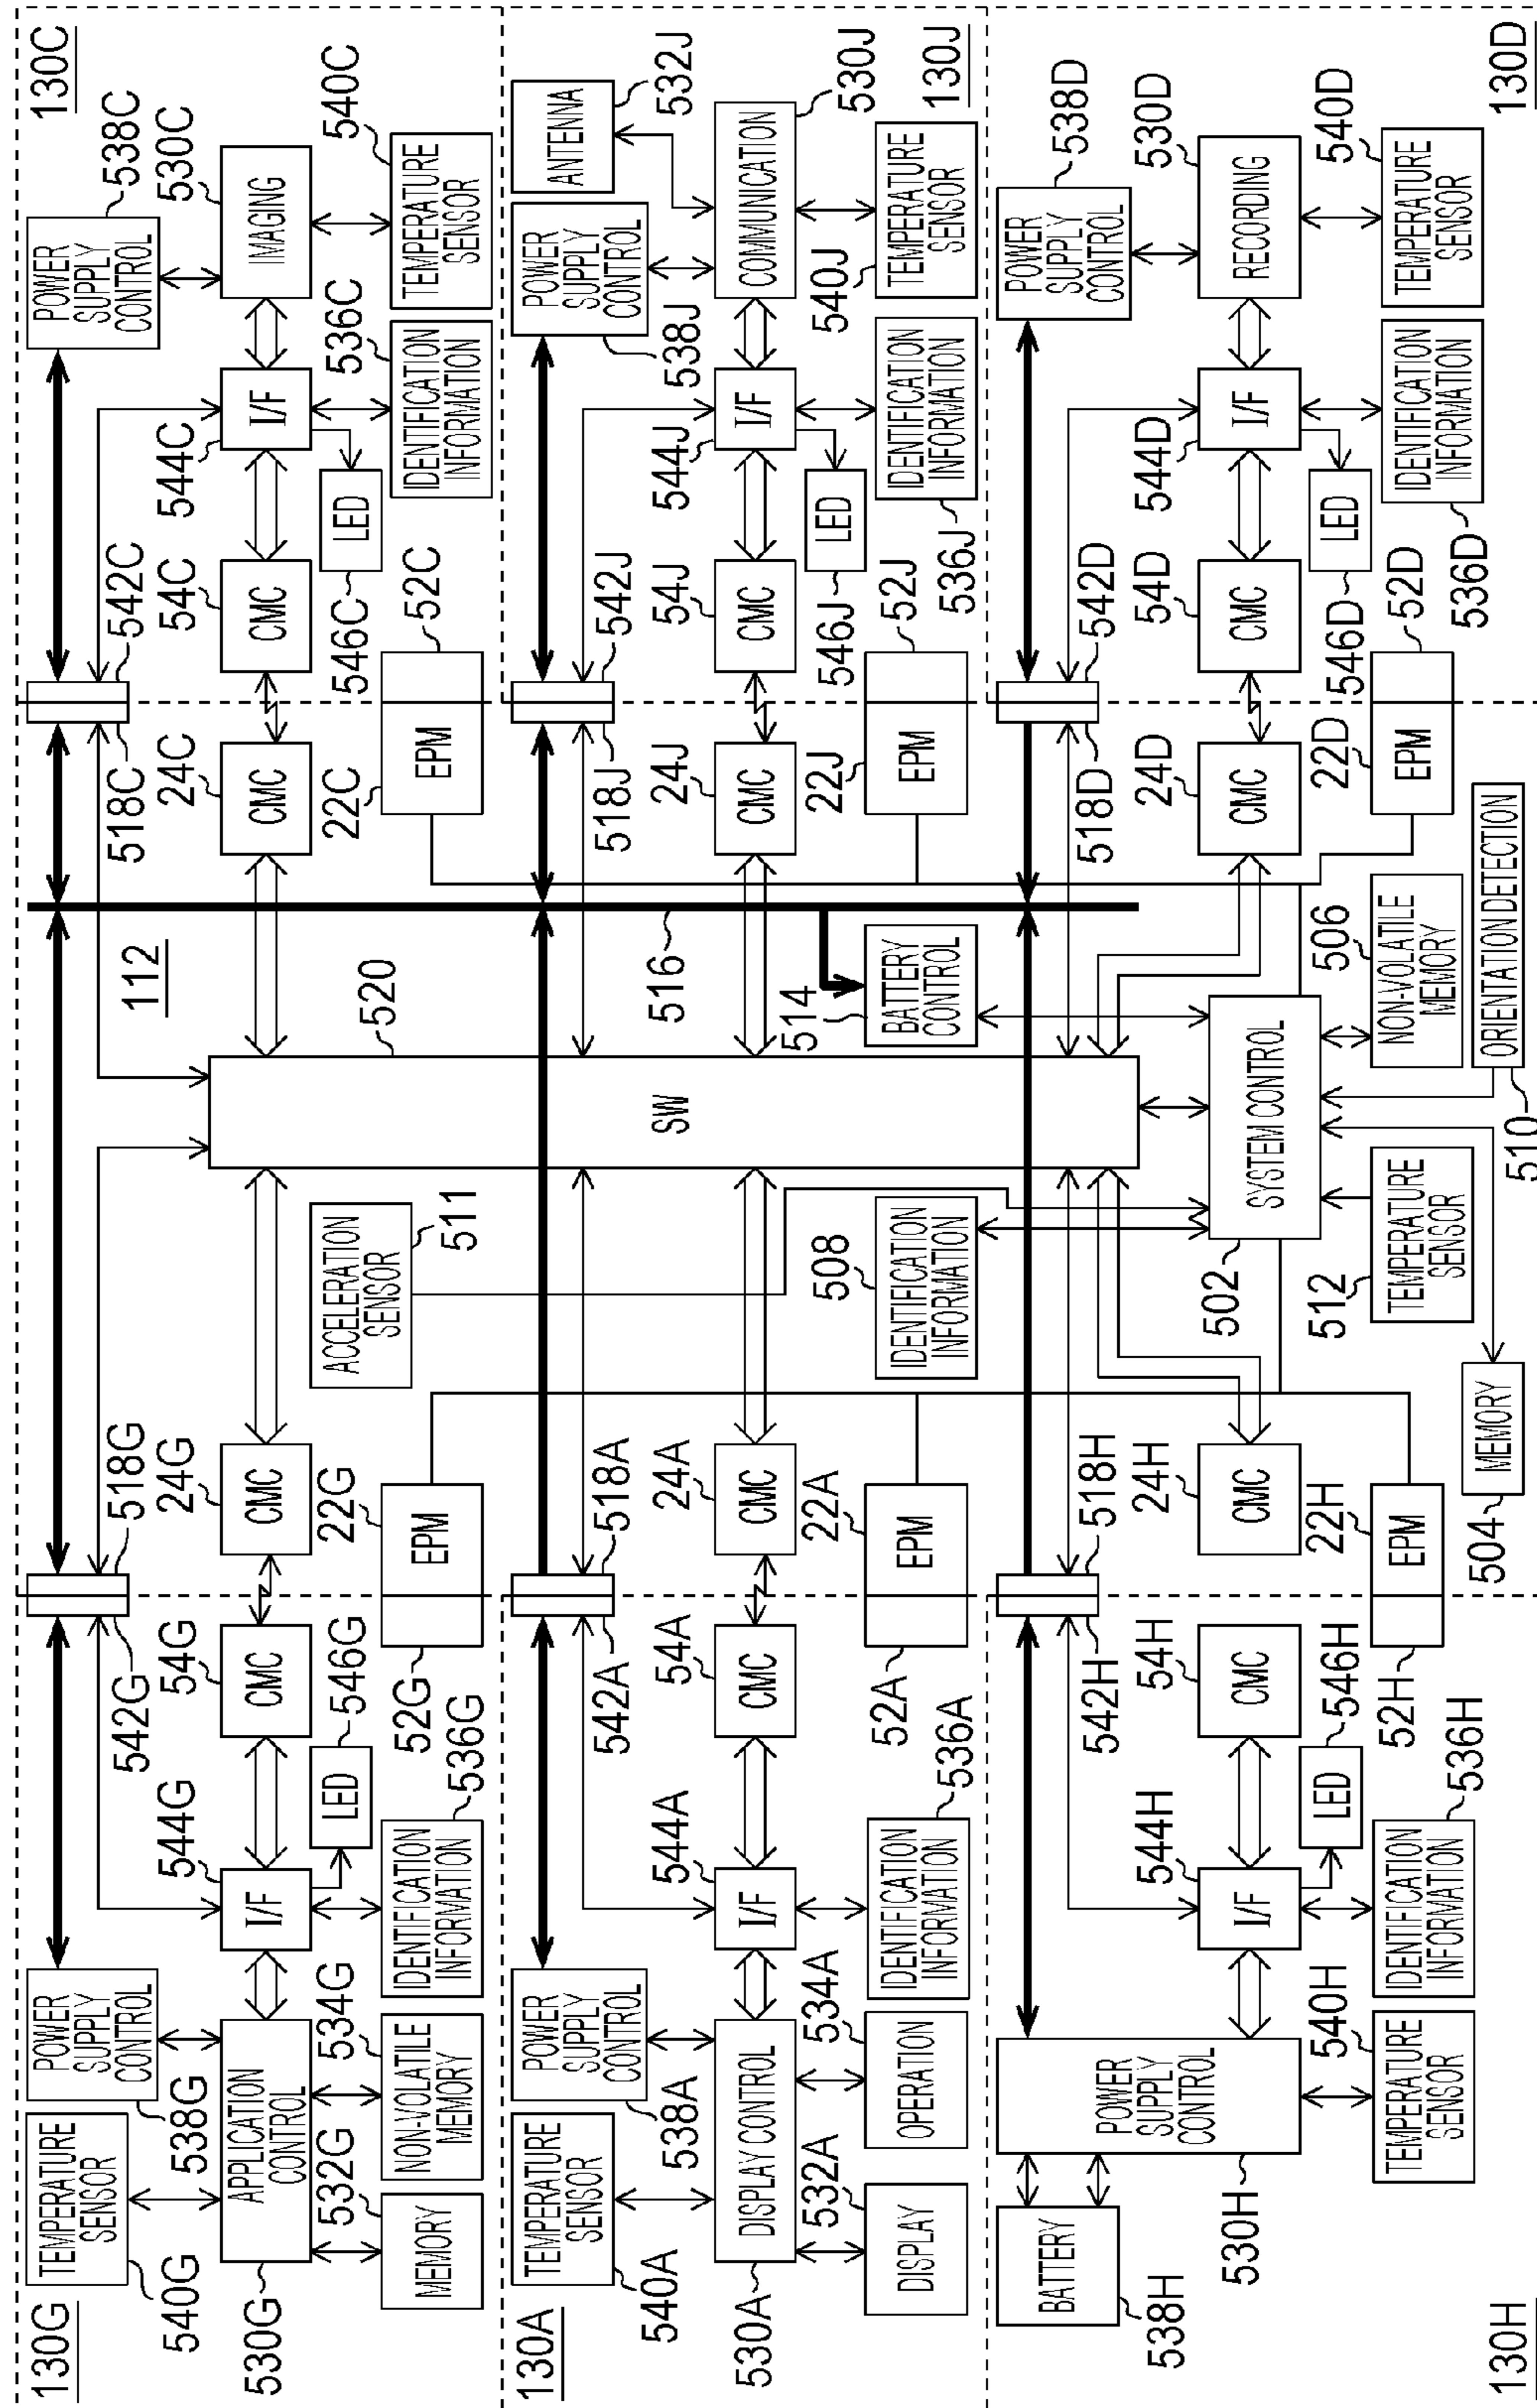 130G
540G
TEMPERATURE
SENSOR
538G
POWER
SUPPLY
CONTROL
530G
APPLICATION
CONTROL
532G
MEMORY
534G
NON-VOLATILE
MEMORY
544G
I/F
536G
IDENTIFICATION
INFORMATION
546G
LED
54G
CMC
542G
52G
518G
24G
CMC
22G
EPM
112
511
ACCELERATION
SENSOR
520
SW
518C
24C
CMC
22C
EPM
542C
54C
CMC
52C
546C
LED
544C
I/F
536C
IDENTIFICATION
INFORMATION
538C
POWER
SUPPLY
CONTROL
530C
IMAGING
540C
TEMPERATURE
SENSOR
130C
130A
540A
TEMPERATURE
SENSOR
538A
POWER
SUPPLY
CONTROL
530A
DISPLAY CONTROL
532A
DISPLAY
534A
OPERATION
544A
I/F
536A
IDENTIFICATION
INFORMATION
54A
CMC
542A
52A
518A
24A
CMC
22A
EPM
508
IDENTIFICATION
INFORMATION
516
514
BATTERY
CONTROL
518J
24J
CMC
22J
EPM
542J
54J
CMC
52J
546J
LED
544J
I/F
536J
IDENTIFICATION
INFORMATION
538J
POWER
SUPPLY
CONTROL
532J
ANTENNA
530J
COMMUNICATION
540J
TEMPERATURE
SENSOR
130J
130H
538H
BATTERY
530H
POWER
SUPPLY
CONTROL
540H
TEMPERATURE
SENSOR
544H
I/F
536H
IDENTIFICATION
INFORMATION
546H
LED
54H
CMC
542H
52H
518H
24H
CMC
22H
EPM
504
MEMORY
502
SYSTEM CONTROL
512
TEMPERATURE
SENSOR
510
ORIENTATION DETECTION
506
NON-VOLATILE
MEMORY
518D
24D
CMC
22D
EPM
542D
54D
CMC
52D
546D
LED
544D
I/F
536D
IDENTIFICATION
INFORMATION
538D
POWER
SUPPLY
CONTROL
530D
RECORDING
540D
TEMPERATURE
SENSOR
130D